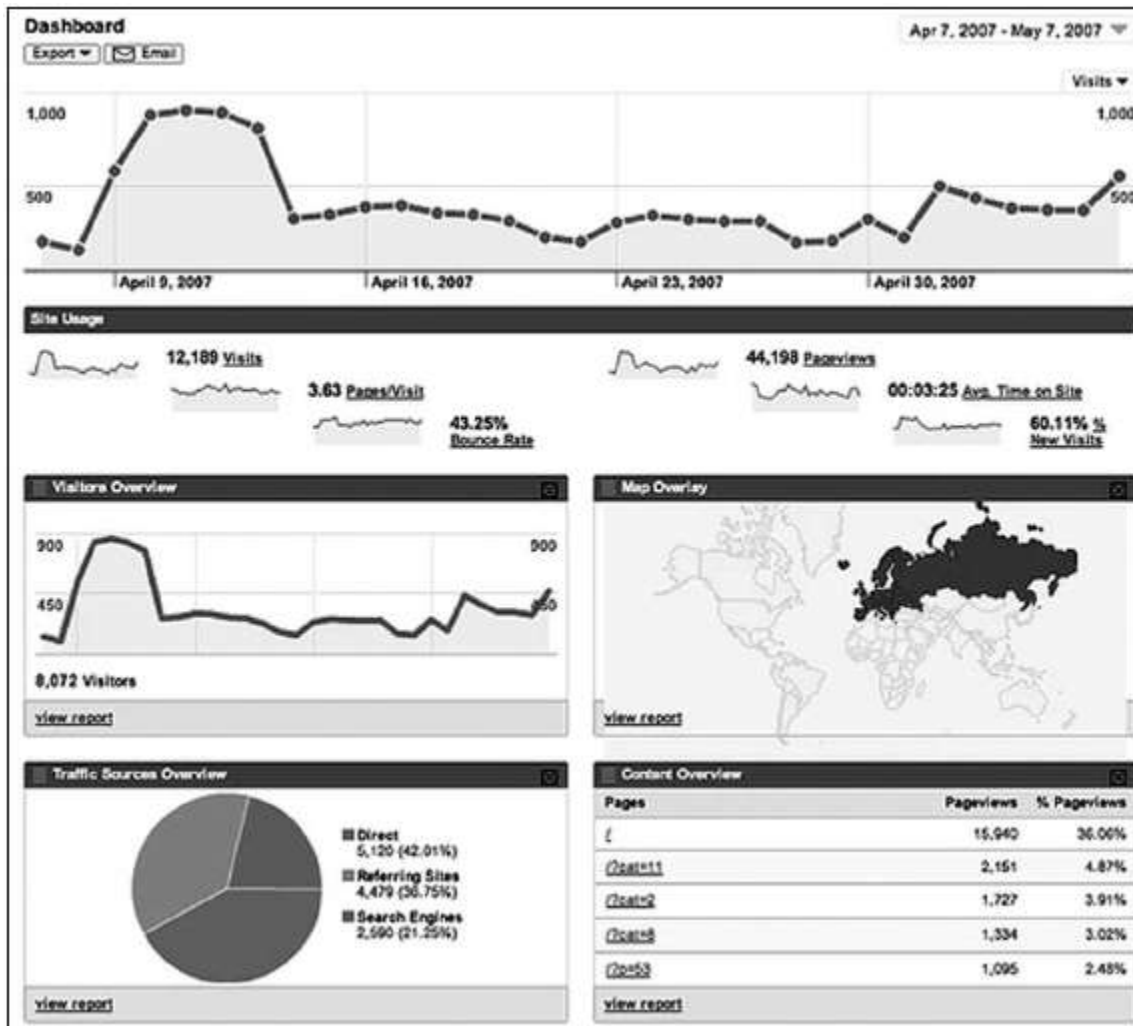 Dashboard
Apr 7, 2007 - May 7, 2007
Export Email
Visits
1,000 1,000
500 500
April 9, 2007 April 16, 2007 April 23, 2007 April 30, 2007
Site Usage
12,189 Visits 44,198 Pageviews
3.63 Pages/Visit 00:03:25 Avg. Time on Site
43.25% 60.11% %
Bounce Rate New Visits
Visitors Overview Map Overlay
900 900
450 450
8,072 Visitors
view report view report
Traffic Sources Overview Content Overview
Pages Pageviews % Pageviews
Direct
5,120 (42.01%)
Referring Sites
4,479 (36.75%)
Search Engines
2,590 (21.25%)
/ 15,940 36.06%
/?cat=11 2,151 4.87%
/?cat=2 1,727 3.91%
/?cat=8 1,334 3.02%
/?p=53 1,095 2.48%
view report view report